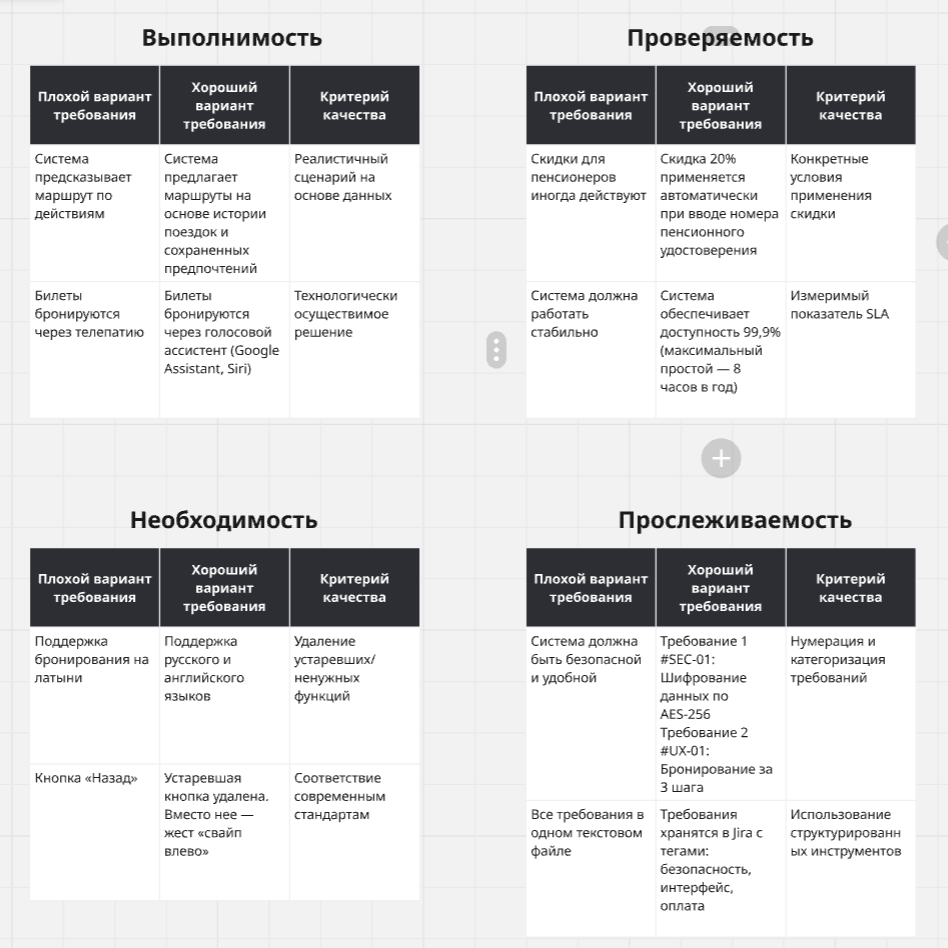 Выполнимость
Плохой вариант
требования
Хороший
вариант
требования
Критерий
качества
Система
предсказывает
маршрут по
действиям
Система
предлагает
маршруты на
основе истории
поездок и
сохраненных
предпочтений
Реалистичный
сценарий на
основе данных
Билеты
бронируются
через телепатию
Билеты
бронируются
через голосовой
ассистент (Google
Assistant, Siri)
Технологически
осуществимое
решение
Проверяемость
Плохой вариант
требования
Хороший
вариант
требования
Критерий
качества
Скидки для
пенсионеров
иногда действуют
Скидка 20%
применяется
автоматически
при вводе номера
пенсионного
удостоверения
Конкретные
условия
применения
скидки
Система должна
работать
стабильно
Система
обеспечивает
доступность 99,9%
(максимальный
простой — 8
часов в год)
Измеримый
показатель SLA
Необходимость
Плохой вариант
требования
Хороший
вариант
требования
Критерий
качества
Поддержка
бронирования на
латыни
Поддержка
русского и
английского
языков
Удаление
устаревших/
ненужных
функций
Кнопка «Назад»
Устаревшая
кнопка удалена.
Вместо нее —
жест «свайп
влево»
Соответствие
современным
стандартам
Прослеживаемость
Плохой вариант
требования
Хороший
вариант
требования
Критерий
качества
Система должна
быть безопасной
и удобной
Требование 1
#SEC-01:
Шифрование
данных по
AES-256
Требование 2
#UX-01:
Бронирование за
3 шага
Нумерация и
категоризация
требований
Все требования в
одном текстовом
файле
Требования
хранятся в Jira с
тегами:
безопасность,
интерфейс,
оплата
Использование
структурированн
ых инструментов